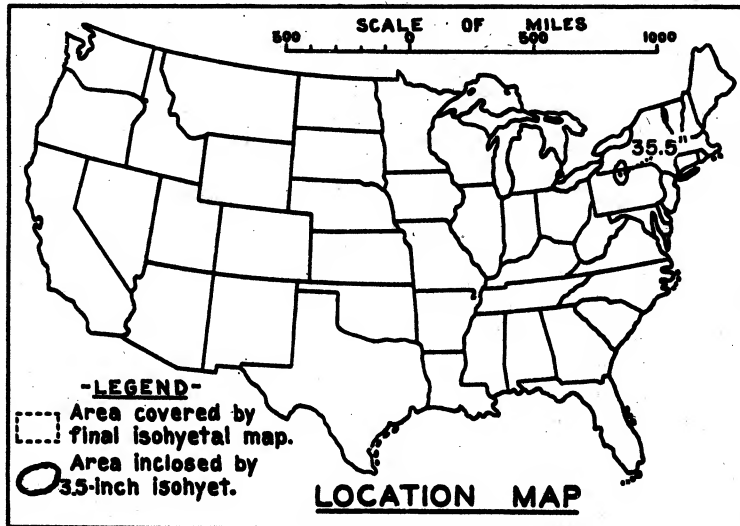 SCALE OF MILES
500 0 500 1000
35.5"
-LEGEND-
Area covered by
final isohyetal map.
Area inclosed by
3.5-inch isohyet.
LOCATION MAP